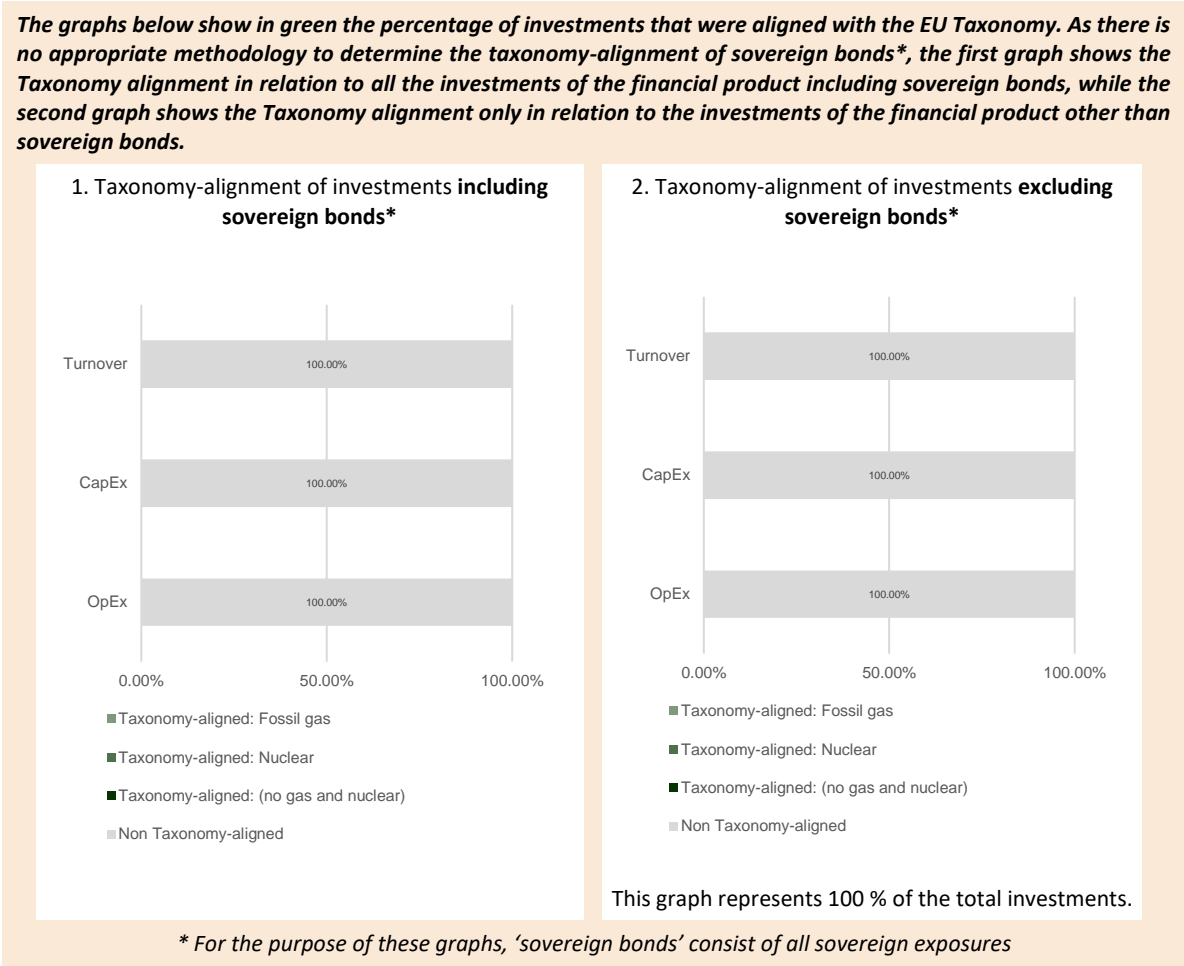 The graphs below show in green the percentage of investments that were aligned with the EU Taxonomy. As there is
no appropriate methodology to determine the taxonomy-alignment of sovereign bonds*, the first graph shows the
Taxonomy alignment in relation to all the investments of the financial product including sovereign bonds, while the
second graph shows the Taxonomy alignment only in relation to the investments of the financial product other than
sovereign bonds.
1. Taxonomy-alignment of investments including
sovereign bonds*
Turnover
100.00%
CapEx
100.00%
OpEx
100.00%
0.00% 50.00% 100.00%
Taxonomy-aligned: Fossil gas
Taxonomy-aligned: Nuclear
Taxonomy-aligned: (no gas and nuclear)
Non Taxonomy-aligned
2. Taxonomy-alignment of investments excluding
sovereign bonds*
Turnover
100.00%
CapEx
100.00%
OpEx
100.00%
0.00% 50.00% 100.00%
Taxonomy-aligned: Fossil gas
Taxonomy-aligned: Nuclear
Taxonomy-aligned: (no gas and nuclear)
Non Taxonomy-aligned
This graph represents 100 % of the total investments.
* For the purpose of these graphs, ‘sovereign bonds’ consist of all sovereign exposures